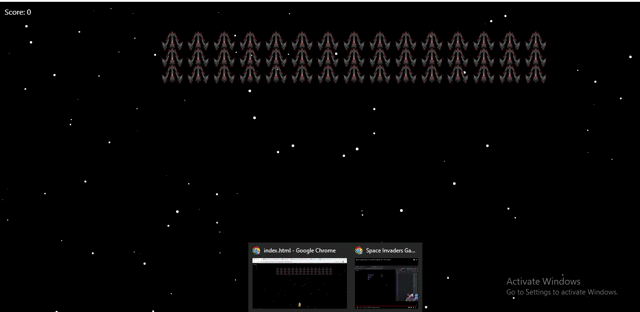 Score: 0
index.html - Google Chrome
Space Invaders Ga...
Activate Windows
Go to Settings to activate Windows.